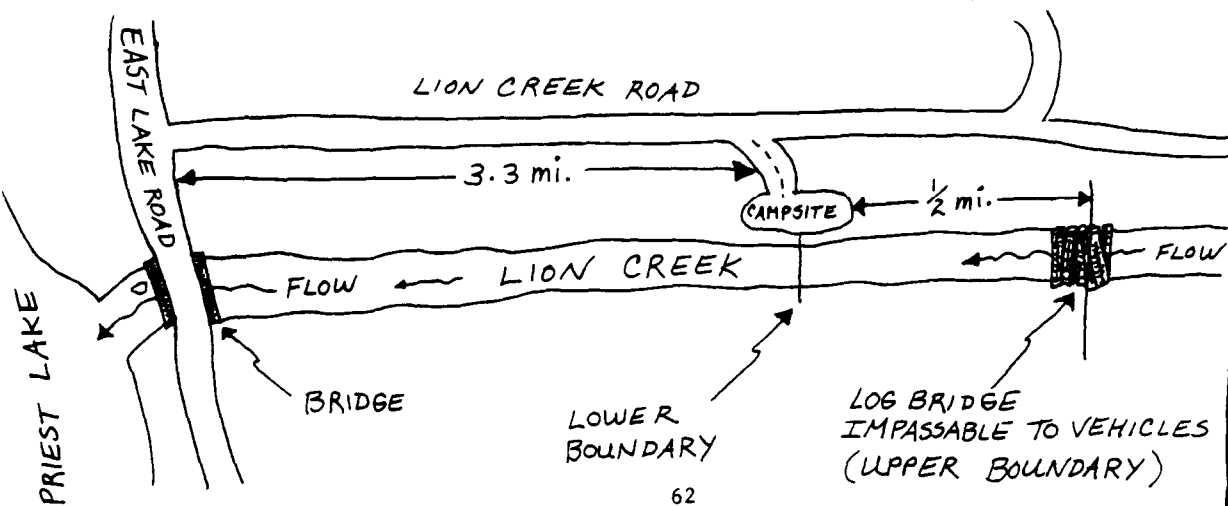 EAST LAKE ROAD
LION CREEK ROAD
3.3 mi.
CAMPSITE
½ mi.
FLOW
LION CREEK
FLOW
PRIEST LAKE
BRIDGE
LOWER
BOUNDARY
LOG BRIDGE
IMPASSABLE TO VEHICLES
(UPPER BOUNDARY)
62